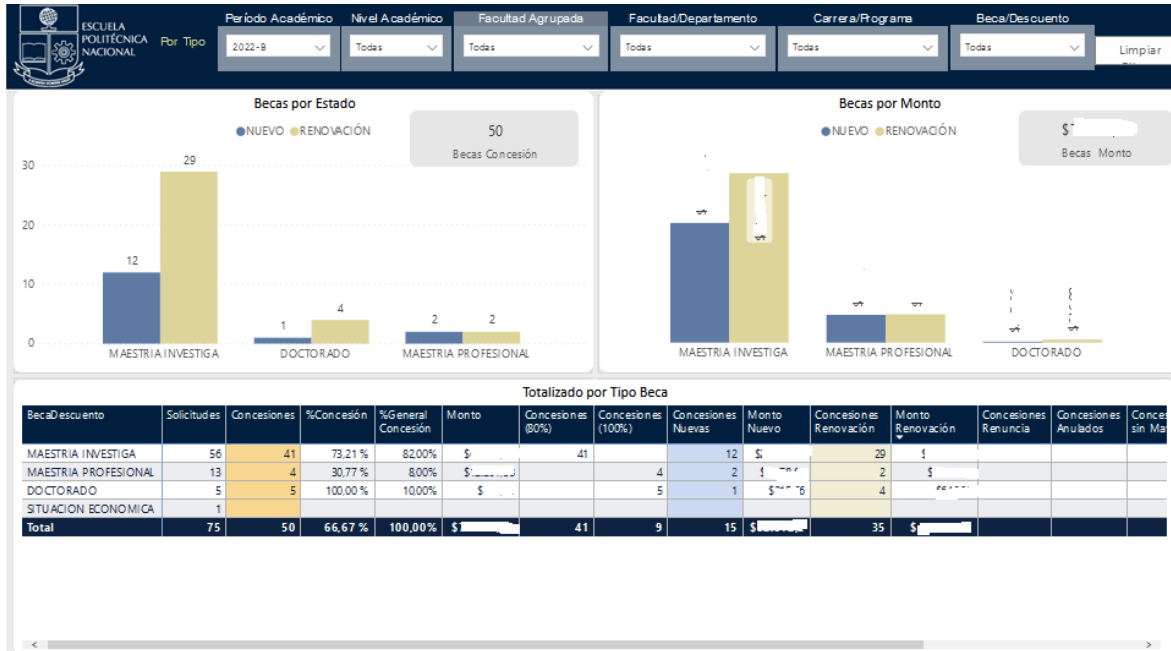 ESCUELA
POLITÉCNICA
NACIONAL
Por Tipo
Período Académico Nivel Académico Facultad Agrupada Facultad/Departamento Carrera/Programa Beca/Descuento
2022-B Todas Todas Todas Todas Todas Limpiar
Becas por Estado
NUEVO RENOVACIÓN
50
Becas Concesión
30
20
10
0
12 29
1 4
2 2
MAESTRIA INVESTIGA DOCTORADO MAESTRIA PROFESIONAL
Becas por Monto
NUEVO RENOVACIÓN
$
Becas Monto
MAESTRIA INVESTIGA MAESTRIA PROFESIONAL DOCTORADO
Totalizado por Tipo Beca
BecaDescuento Solicitudes Concesiones %Concesión %General Concesión Monto Concesiones (80%) Concesiones (100%) Concesiones Nuevas Monto Nuevo Concesiones Renovación Monto Renovación Concesiones Renuncia Concesiones Anulados
MAESTRIA INVESTIGA 56 41 73,21 % 82,00% $ 41 12 $ 29 $
MAESTRIA PROFESIONAL 13 4 30,77 % 8,00% $ 4 2 $ 2 $
DOCTORADO 5 5 100,00 % 10,00% $ 5 1 $ 4
SITUACION ECONOMICA 1
Total 75 50 66,67 % 100,00% $ 41 9 15 $ 35 $